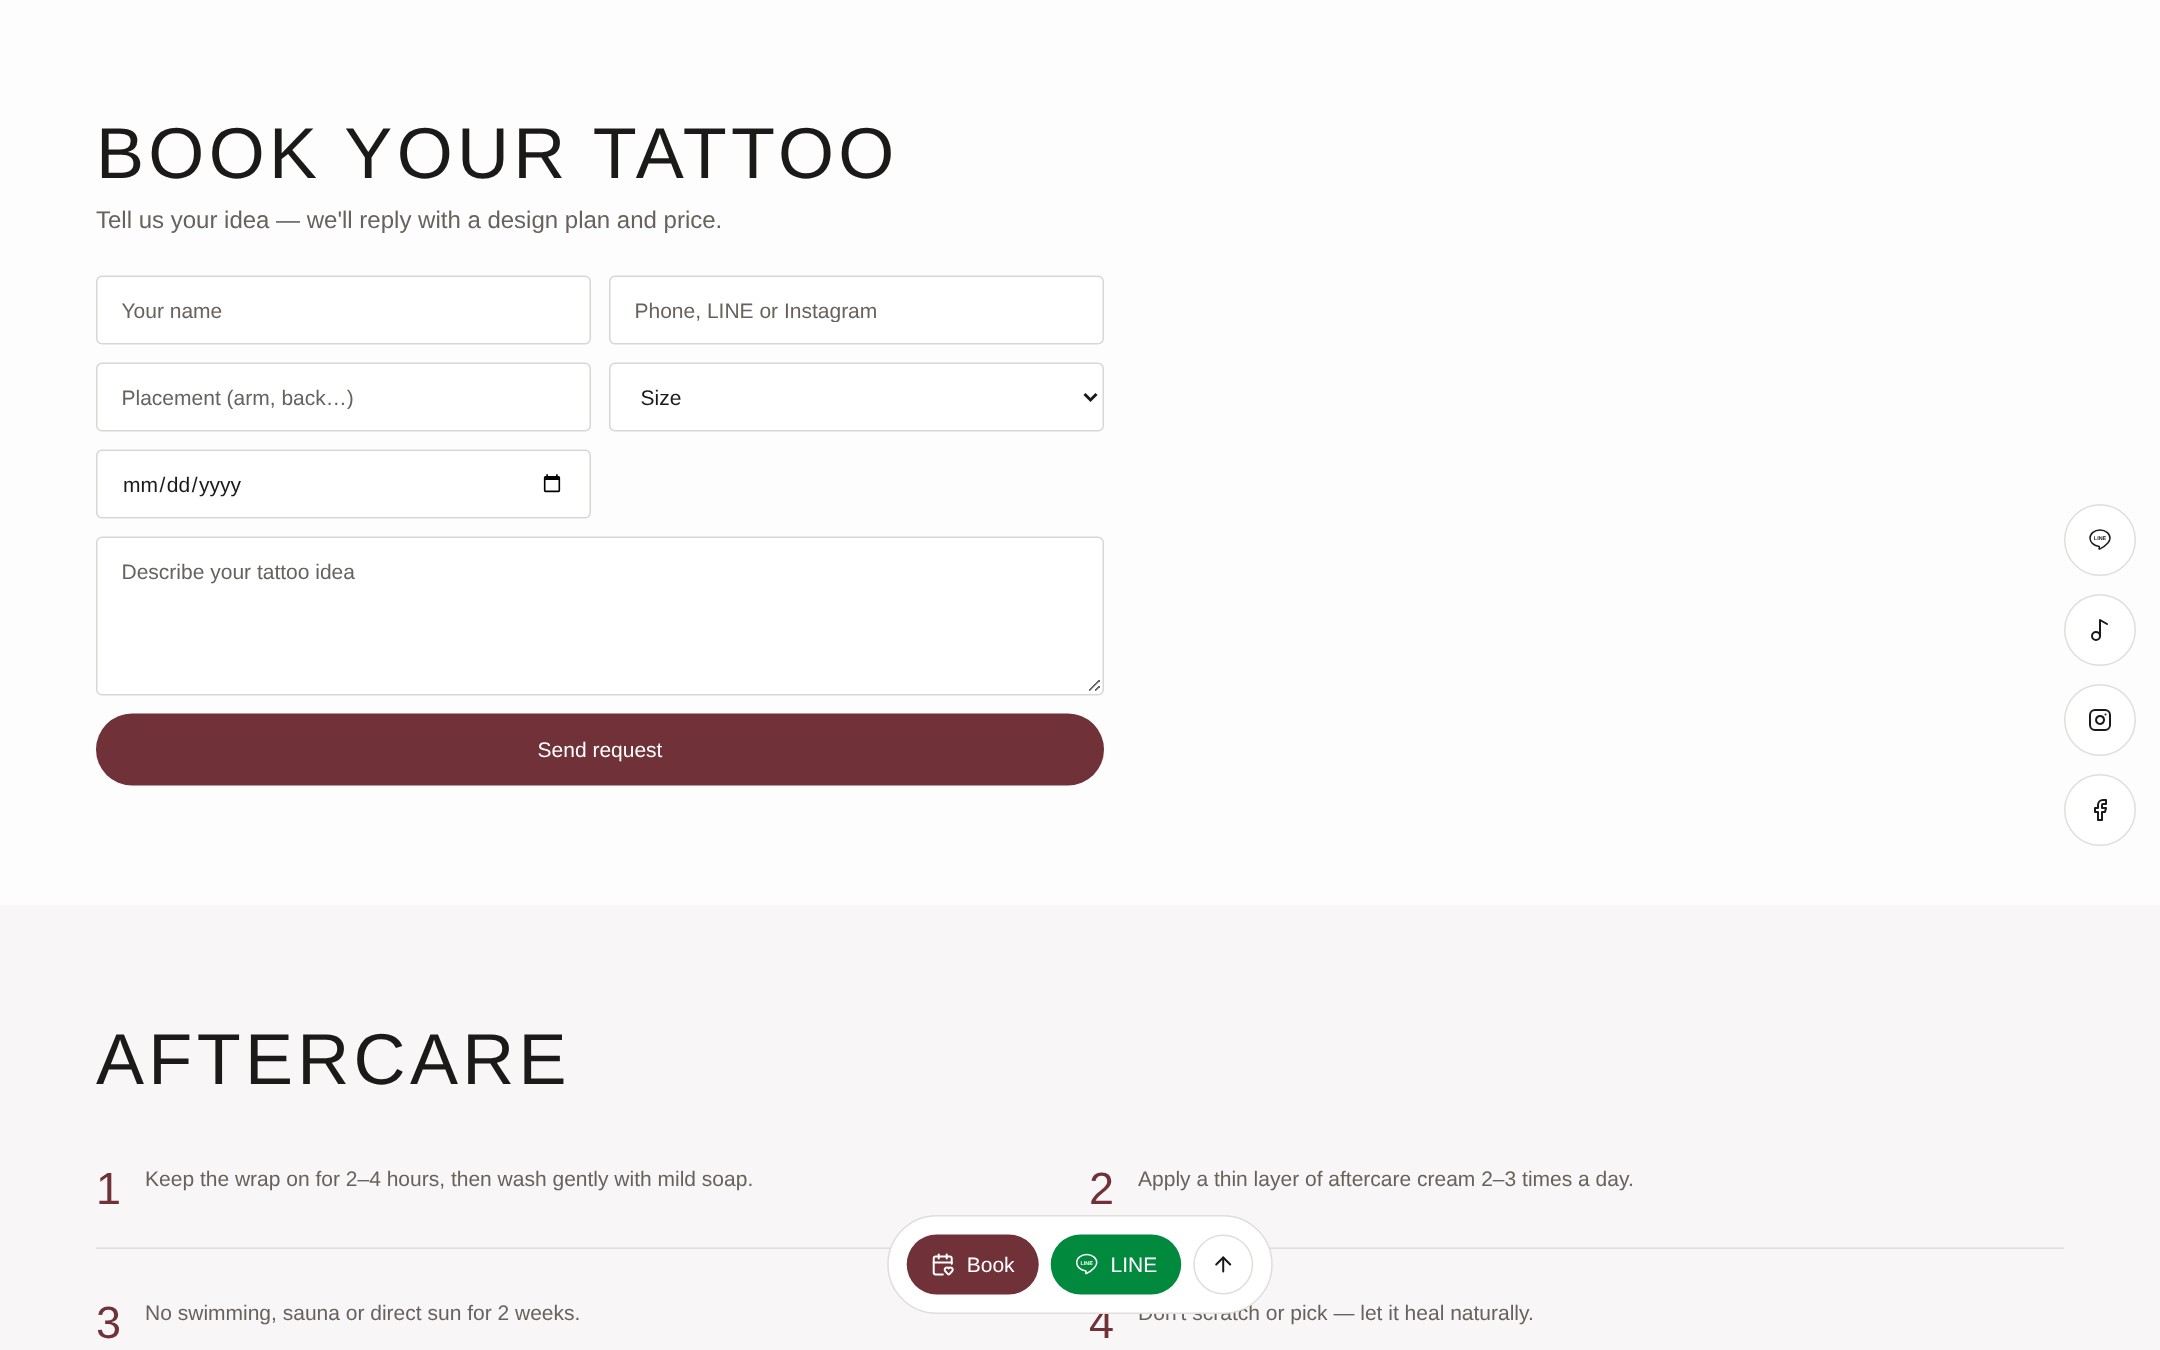 BOOK YOUR TATTOO
Tell us your idea — we'll reply with a design plan and price.
Your name
Phone, LINE or Instagram
Placement (arm, back…)
Size
mm/dd/yyyy
Describe your tattoo idea
Send request
LINE
AFTERCARE
1 Keep the wrap on for 2–4 hours, then wash gently with mild soap.
2 Apply a thin layer of aftercare cream 2–3 times a day.
Book
LINE LINE
3 No swimming, sauna or direct sun for 2 weeks.
4 Don't scratch or pick — let it heal naturally.